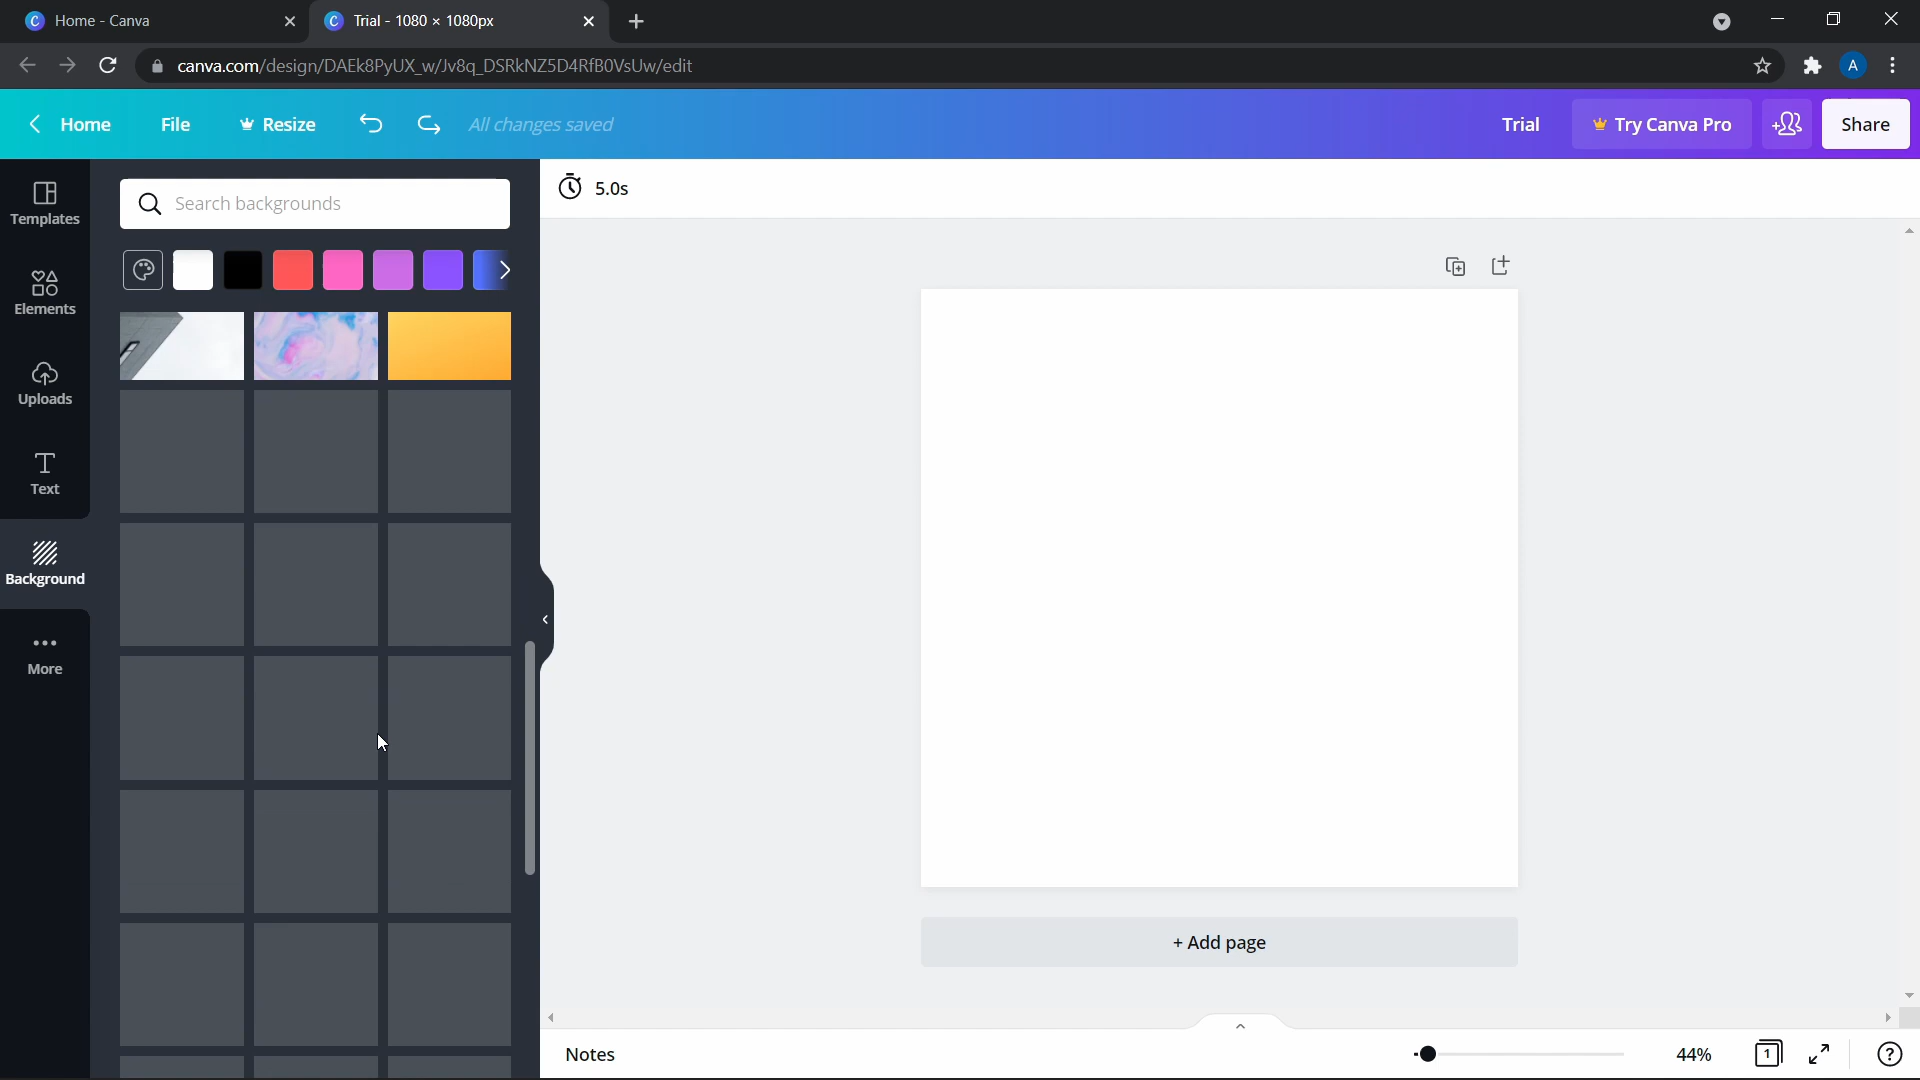 Home - Canva
Trial - 1080 × 1080px
canva.com/design/DAEk8PyUX_w/Jv8q_DSRkNZ5D4RfB0VsUw/edit
A
Home
File
Resize
All changes saved
Trial
Try Canva Pro
Share
Templates
Elements
Uploads
Text
Background
More
Search backgrounds
5.0s
+ Add page
Notes
44%
1